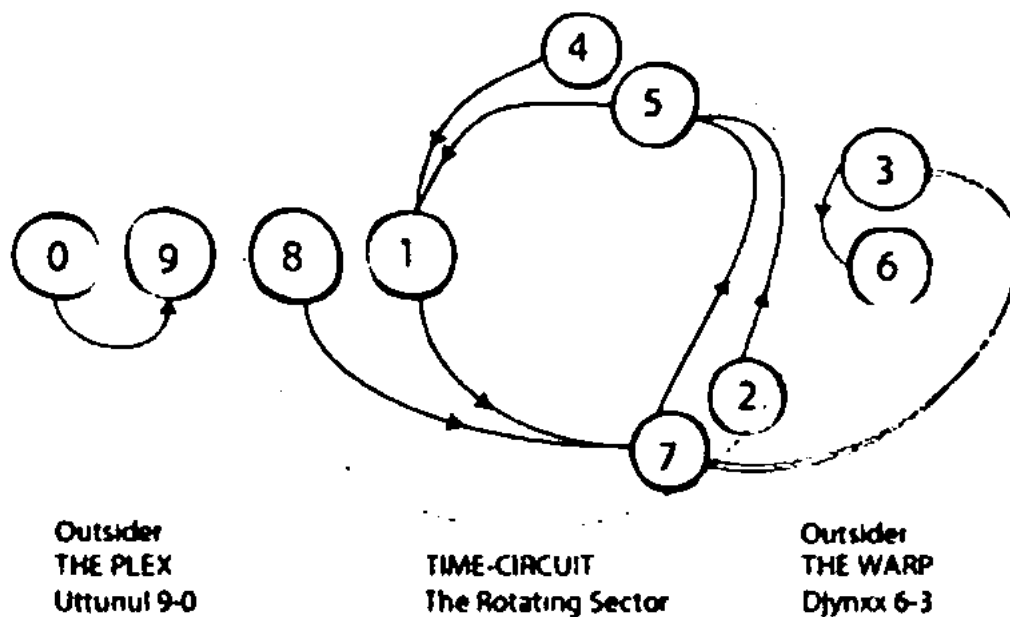 4
5
3
0 9 8 1
6
2
7
Outsider
THE PLEX
Uttunul 9-0
TIME-CIRCUIT
The Rotating Sector
Outsider
THE WARP
Djynxx 6-3